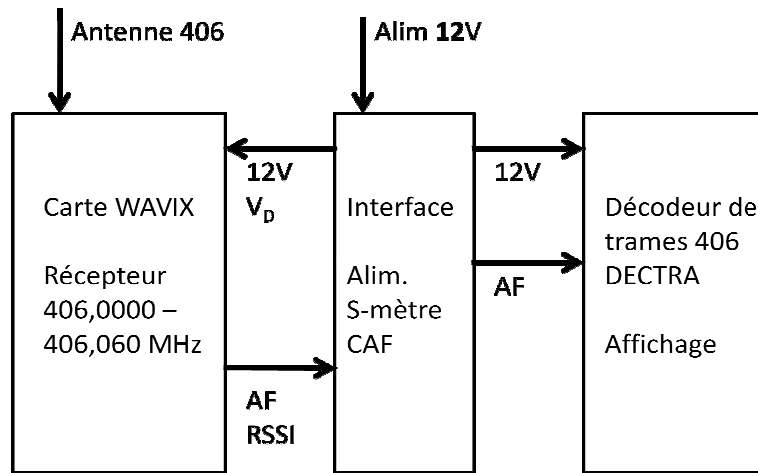 Antenne 406
Alim 12V
Carte WAVIX
Récepteur
406,0000 –
406,060 MHz
12V
V_D
AF
RSSI
Interface
Alim.
S-mètre
CAF
12V
AF
Décodeur de
trames 406
DECTRA
Affichage